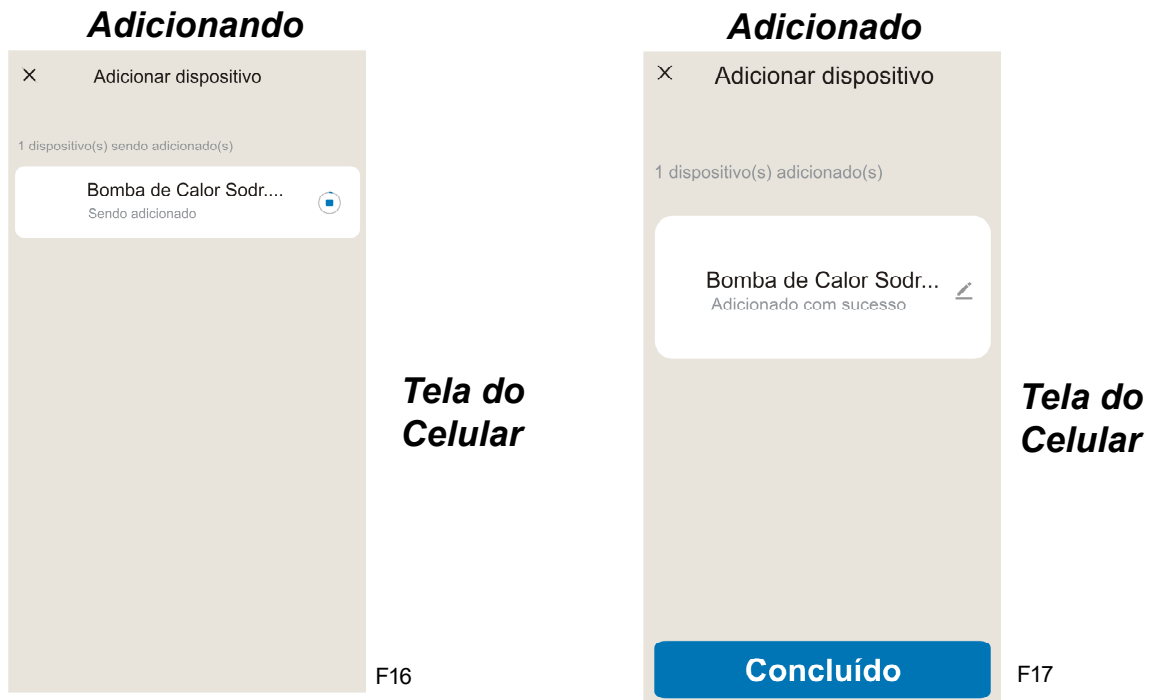 Adicionando
Adicionar dispositivo
1 dispositivo(s) sendo adicionado(s)
Bomba de Calor Sodr....
Sendo adicionado
Tela do
Celular
F16
Adicionado
Adicionar dispositivo
1 dispositivo(s) adicionado(s)
Bomba de Calor Sodr...
Adicionado com sucesso
Tela do
Celular
Concluído
F17